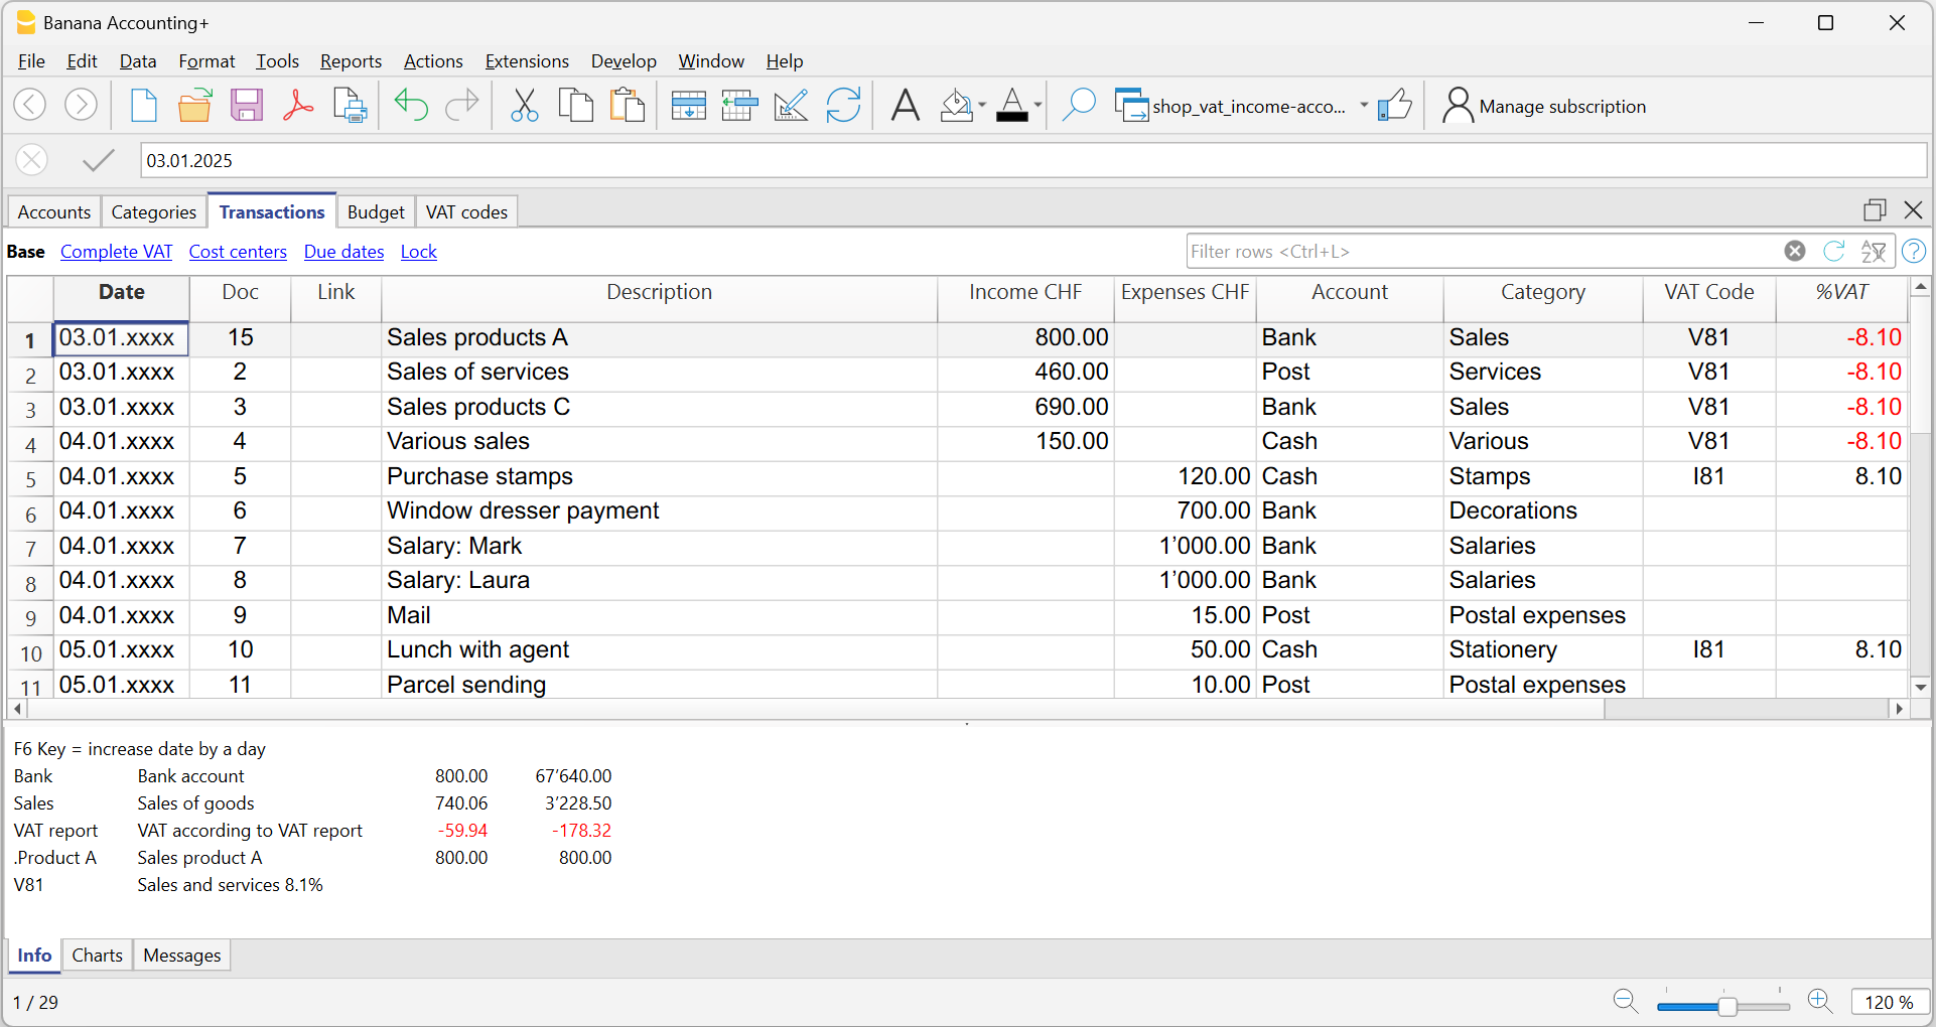 Banana Accounting+
File Edit Data Format Tools Reports Actions Extensions Develop Window Help
shop_vat_income-acco... Manage subscription
03.01.2025
Accounts Categories Transactions Budget VAT codes
Base Complete VAT Cost centers Due dates Lock Filter rows <Ctrl+L>
Date Doc Link Description Income CHF Expenses CHF Account Category VAT Code %VAT
1 03.01.xxxx 15 Sales products A 800.00 Bank Sales V81 -8.10
2 03.01.xxxx 2 Sales of services 460.00 Post Services V81 -8.10
3 03.01.xxxx 3 Sales products C 690.00 Bank Sales V81 -8.10
4 04.01.xxxx 4 Various sales 150.00 Cash Various V81 -8.10
5 04.01.xxxx 5 Purchase stamps 120.00 Cash Stamps I81 8.10
6 04.01.xxxx 6 Window dresser payment 700.00 Bank Decorations
7 04.01.xxxx 7 Salary: Mark 1’000.00 Bank Salaries
8 04.01.xxxx 8 Salary: Laura 1’000.00 Bank Salaries
9 04.01.xxxx 9 Mail 15.00 Post Postal expenses
10 05.01.xxxx 10 Lunch with agent 50.00 Cash Stationery I81 8.10
11 05.01.xxxx 11 Parcel sending 10.00 Post Postal expenses
F6 Key = increase date by a day
Bank Bank account 800.00 67’640.00
Sales Sales of goods 740.06 3’228.50
VAT report VAT according to VAT report -59.94 -178.32
.Product A Sales product A 800.00 800.00
V81 Sales and services 8.1%
Info Charts Messages
1 / 29 120 %